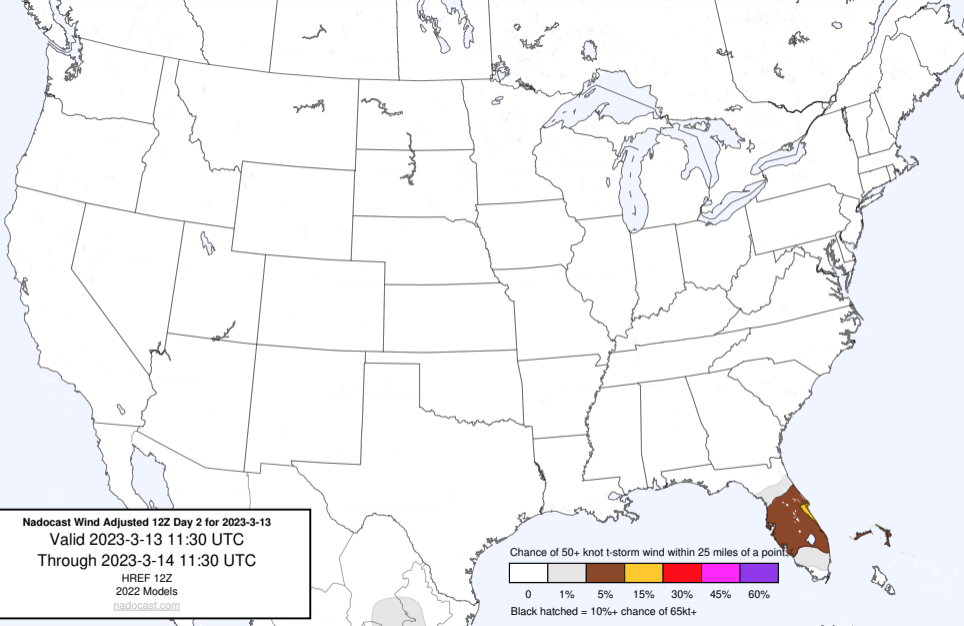 Nadocast Wind Adjusted 12Z Day 2 for 2023-3-13
Valid 2023-3-13 11:30 UTC
Through 2023-3-14 11:30 UTC
HREF 12Z
2022 Models
nadocast.com
Chance of 50+ knot t-storm wind within 25 miles of a point.
0 1% 5% 15% 30% 45% 60%
Black hatched = 10%+ chance of 65kt+